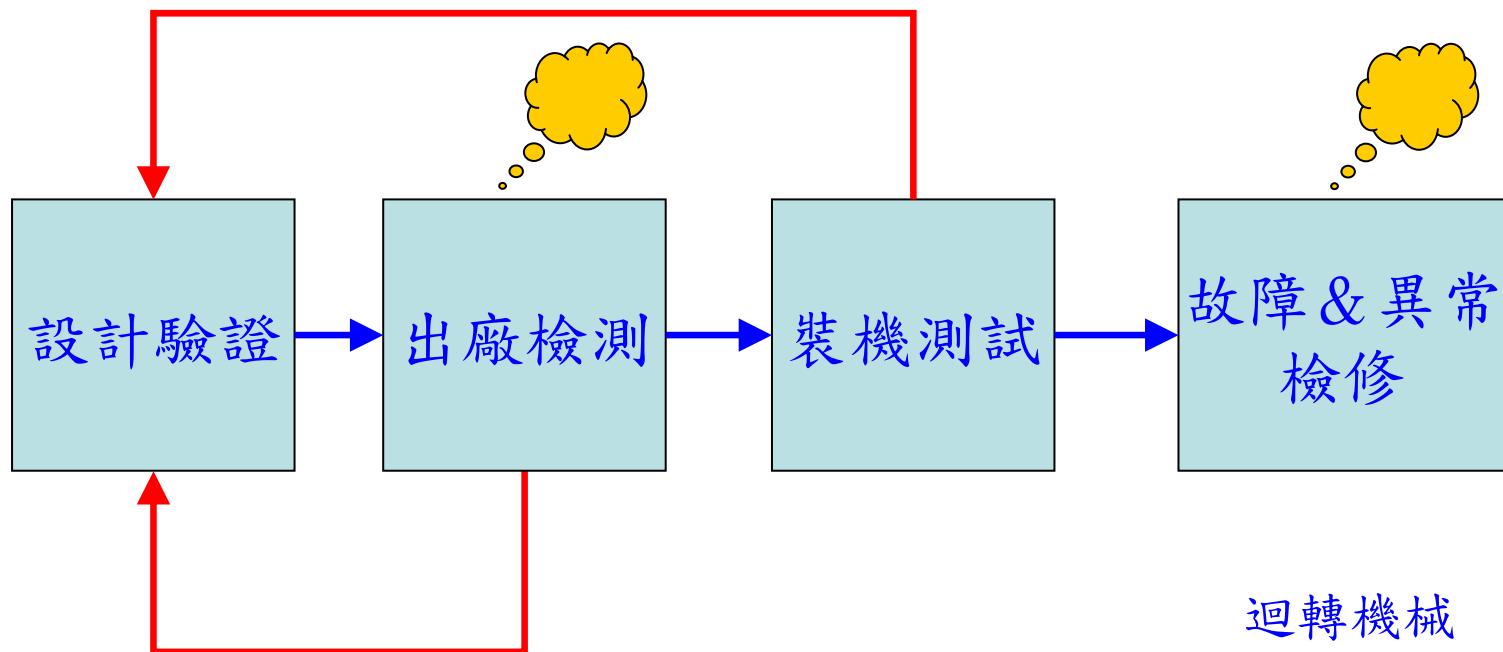 設計驗證
出廠檢測
裝機測試
故障&異常
檢修
迴轉機械